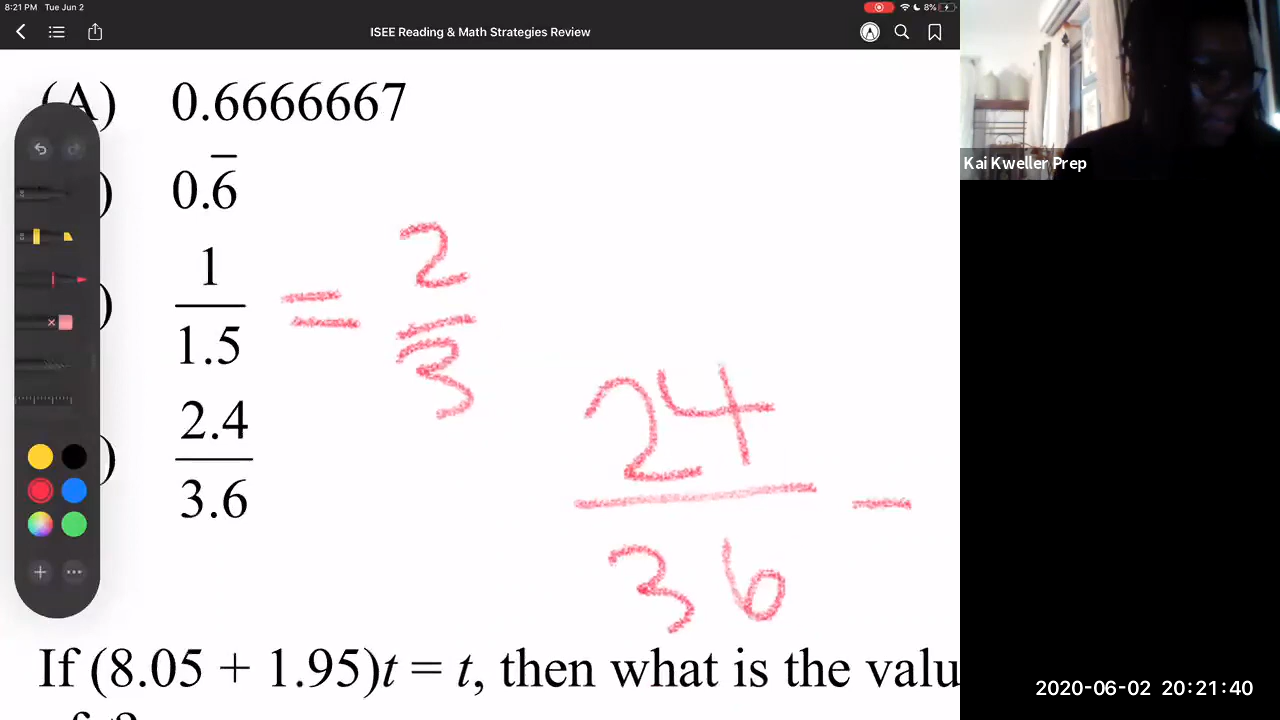 8:21 PM Tue Jun 2
8%
ISEE Reading & Math Strategies Review
(A) 0.6666667
) 0.6̅
) 1/1.5 = 2/3
) 2.4/3.6
24/36 -
If (8.05 + 1.95)t = t, then what is the valu
Kai Kweller Prep
2020-06-02 20:21:40